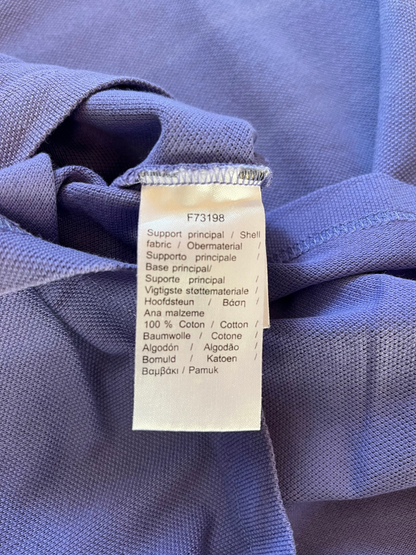 F73198
Support principal / Shell
fabric / Obermaterial /
Supporto principale /
Base principal/
Suporte principal /
Vigtigste støttemateriale /
Hoofdsteun / Βάση /
Ana malzeme
100 % Coton / Cotton /
Baumwolle / Cotone /
Algodón / Algodão /
Bomuld / Katoen /
Βαμβάκι / Pamuk